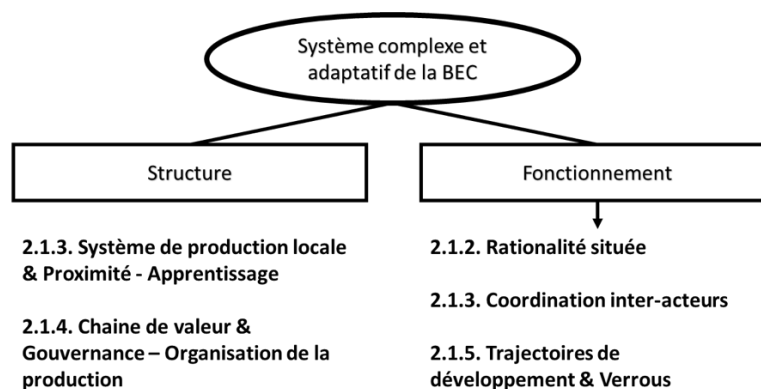 Système complexe et
adaptatif de la BEC
Structure
2.1.3. Système de production locale
& Proximité - Apprentissage
2.1.4. Chaine de valeur &
Gouvernance – Organisation de la
production
Fonctionnement
2.1.2. Rationalité située
2.1.3. Coordination inter-acteurs
2.1.5. Trajectoires de
développement & Verrous